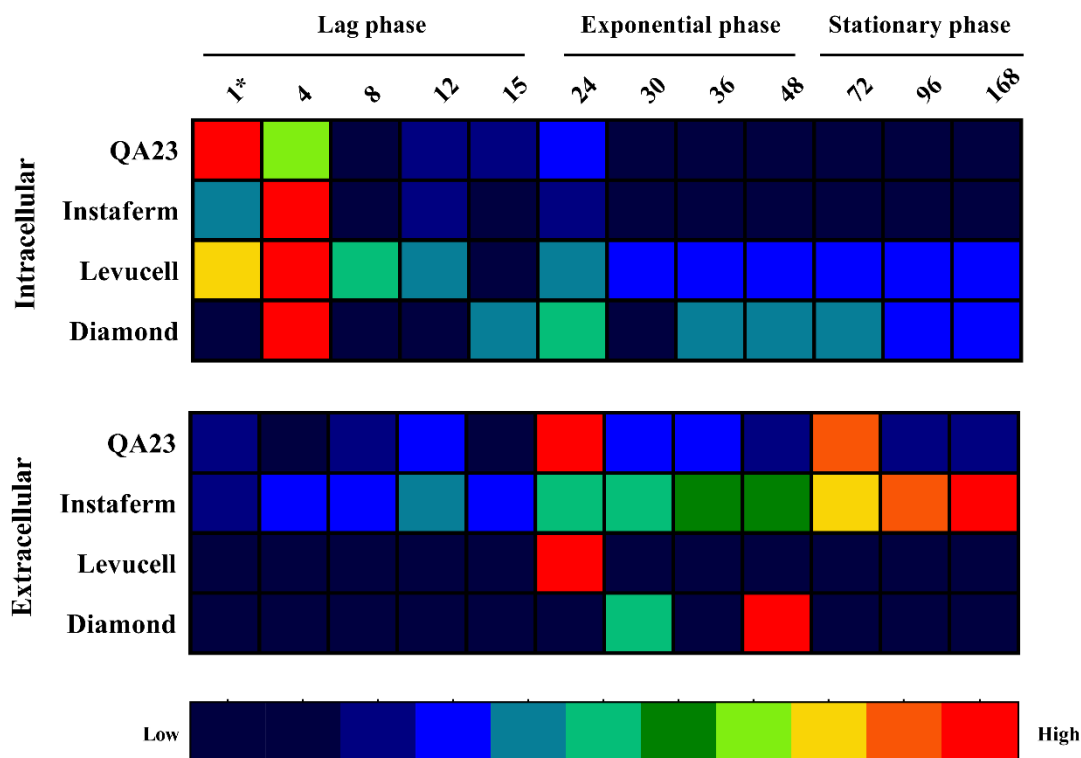 Lag phase Exponential phase Stationary phase
1* 4 8 12 15 24 30 36 48 72 96 168
Intracellular
QA23
Instaferm
Levucell
Diamond
Extracellular
QA23
Instaferm
Levucell
Diamond
Low High